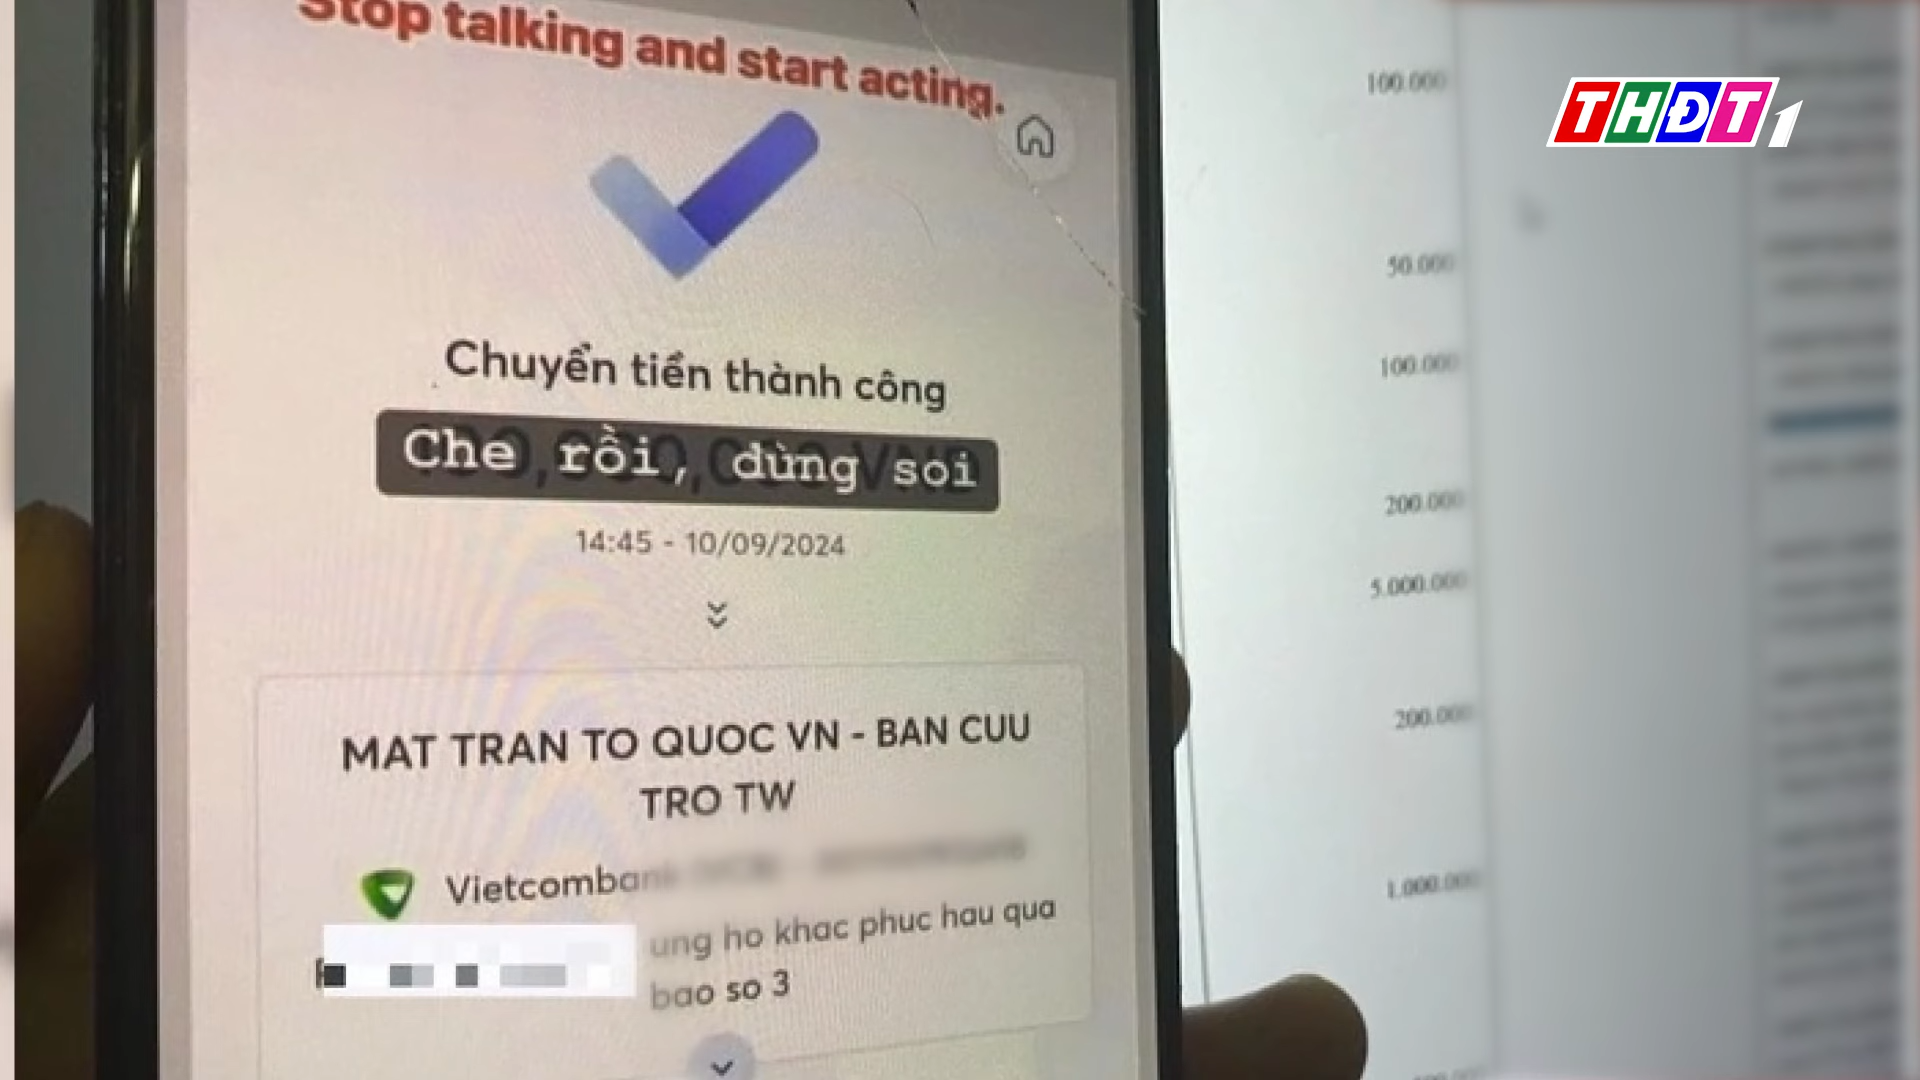 Stop talking and start acting.
THĐT1
Chuyển tiền thành công
Che rồi, dừng soi
14:45 - 10/09/2024
MAT TRAN TO QUOC VN - BAN CUU
TRO TW
Vietcombank
ung ho khac phuc hau qua
bao so 3
100.000
50.000
100.000
200.000
5.000.000
200.000
1.000.000